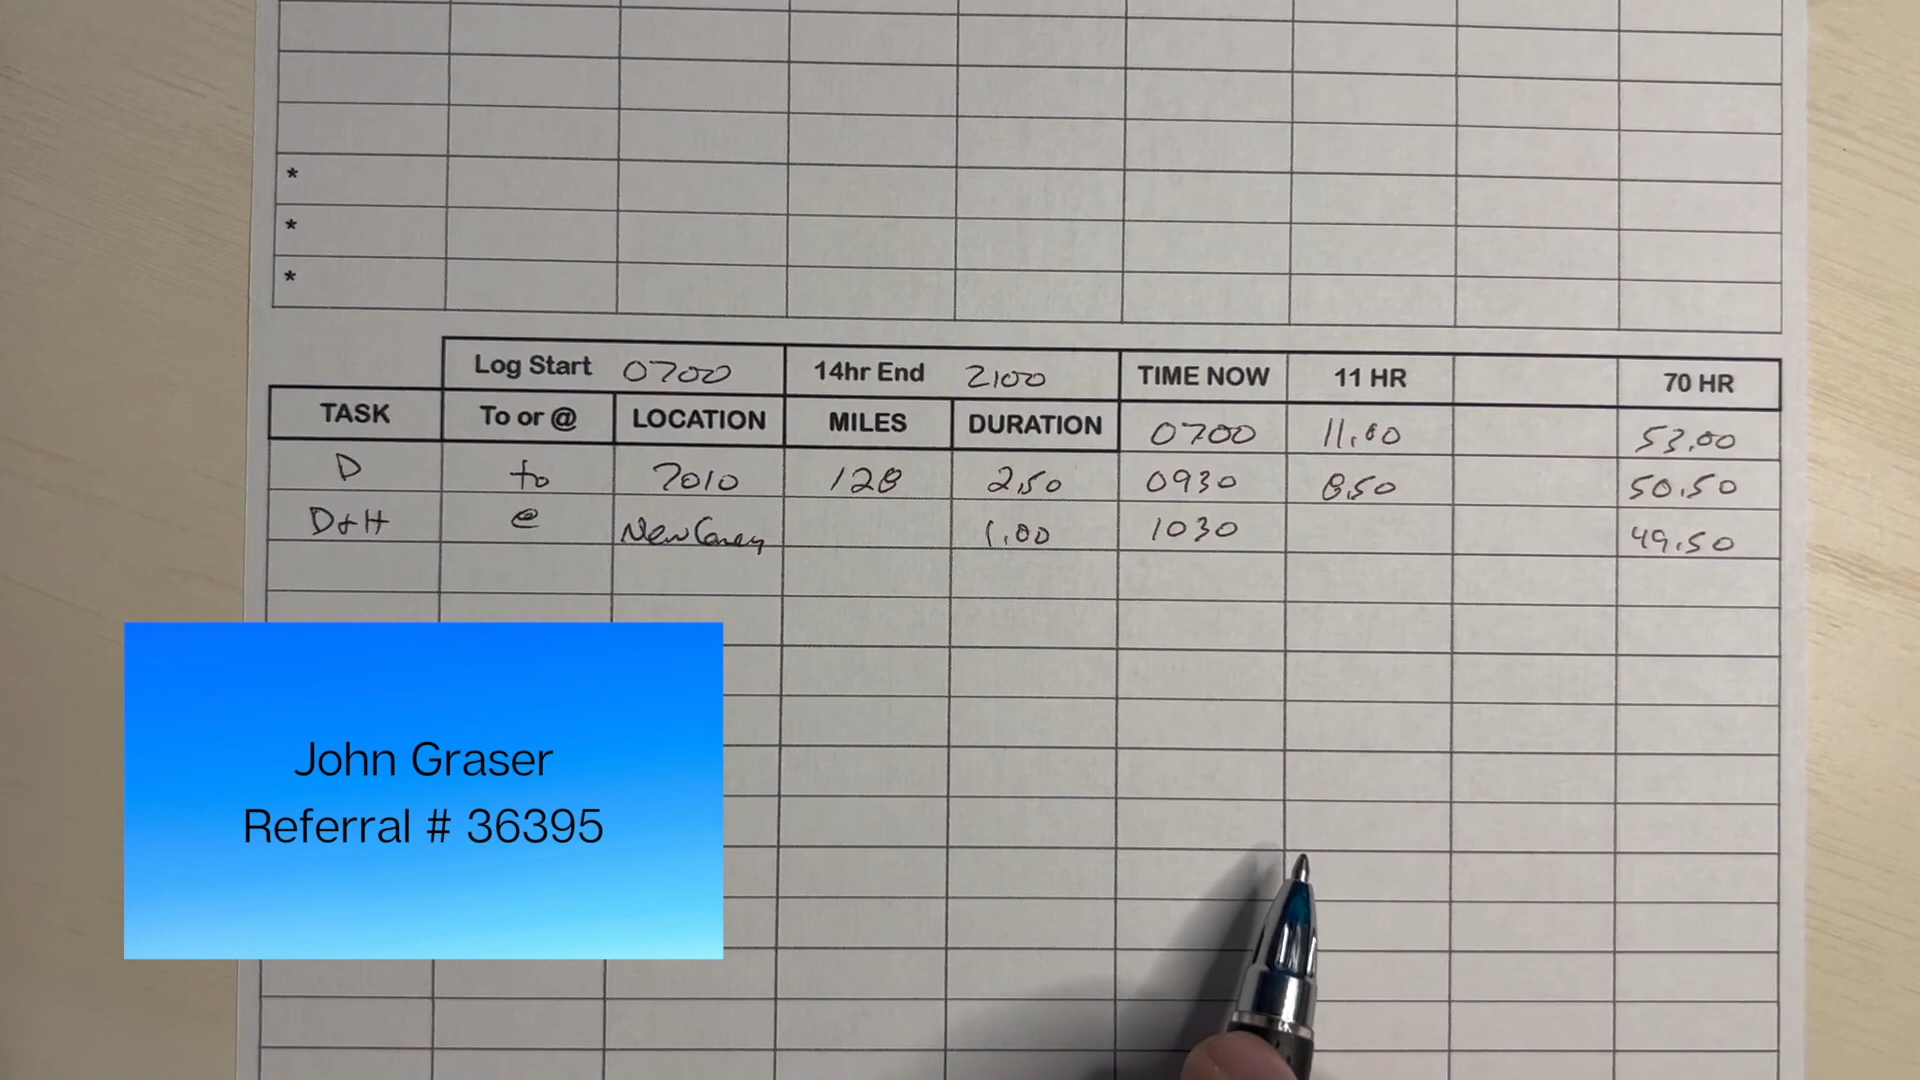 *
*
*
Log Start 0700 14hr End 2100 TIME NOW 11 HR 70 HR
TASK To or @ LOCATION MILES DURATION 0700 11.00 53.00
D to 7010 128 2.50 0930 8.50 50.50
D+H @ New Caney 1.00 1030 49.50
John Graser
Referral # 36395